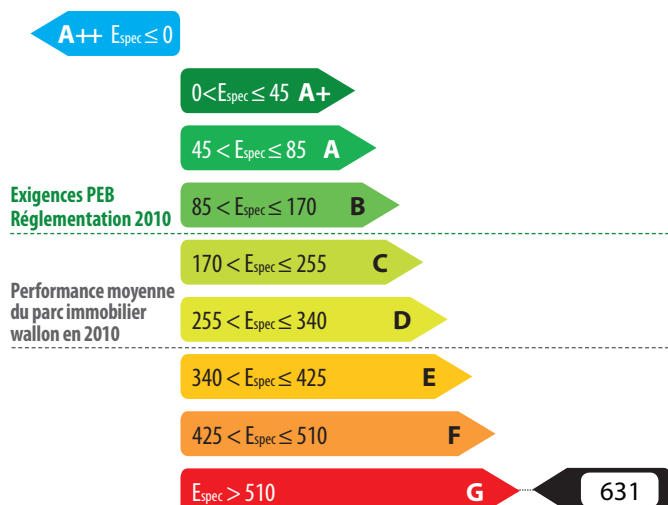 A++ Espec ≤ 0
0 < Espec ≤ 45 A+
45 < Espec ≤ 85 A
Exigences PEB
Réglementation 2010
85 < Espec ≤ 170 B
170 < Espec ≤ 255 C
Performance moyenne
du parc immobilier
wallon en 2010
255 < Espec ≤ 340 D
340 < Espec ≤ 425 E
425 < Espec ≤ 510 F
Espec > 510 G 631